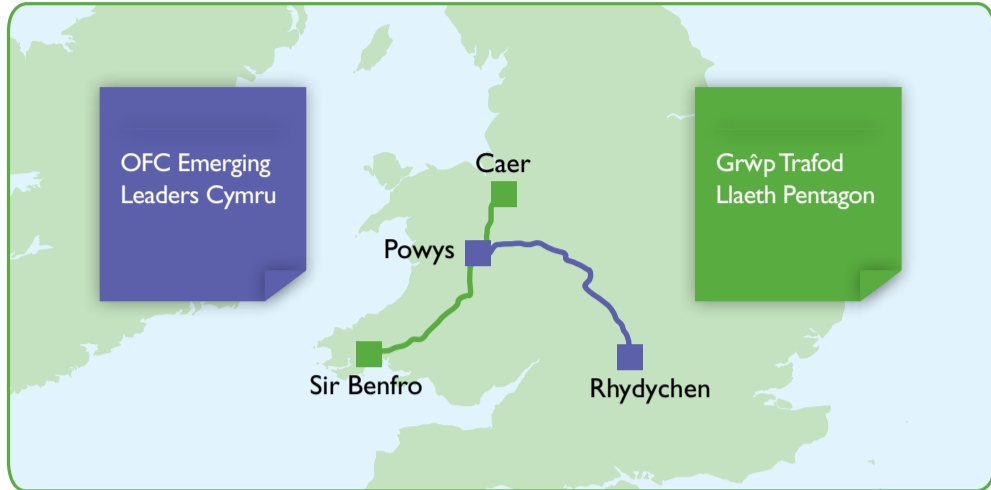 OFC Emerging
Leaders Cymru
Grŵp Trafod
Llaeth Pentagon
Caer
Powys
Sir Benfro
Rhydychen